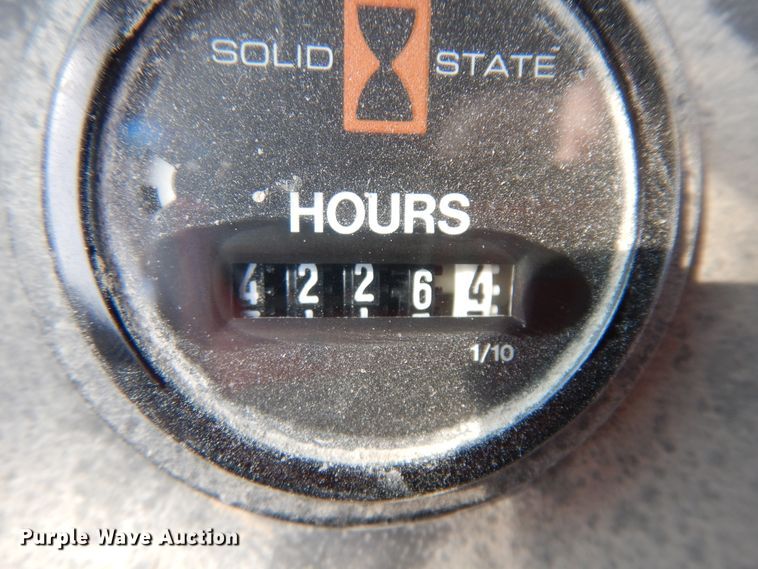 SOLID STATE
HOURS
4 2 2 6 4
1/10
Purple Wave Auction